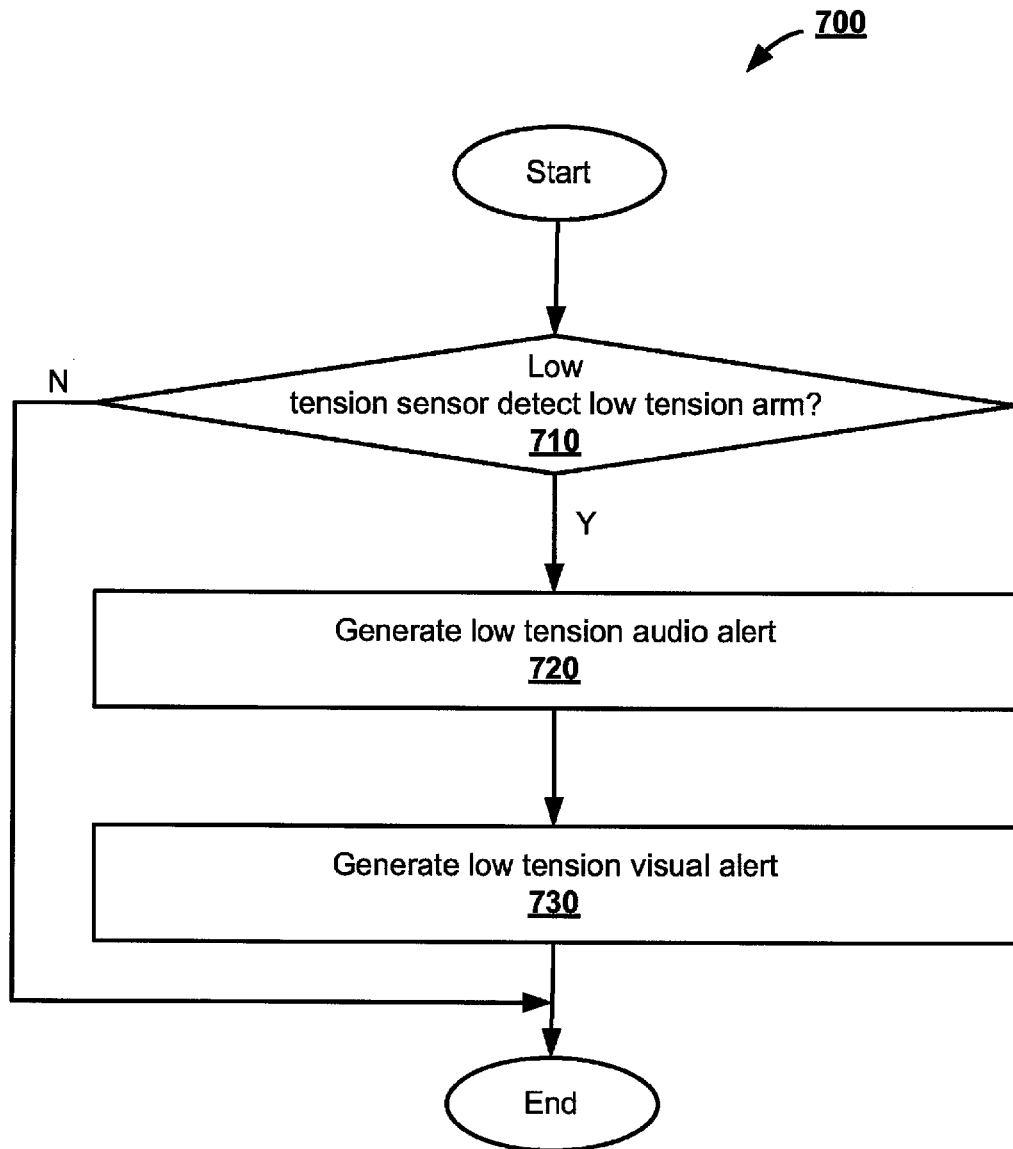 700
Start
N
Low
tension sensor detect low tension arm?
710
Y
Generate low tension audio alert
720
Generate low tension visual alert
730
End